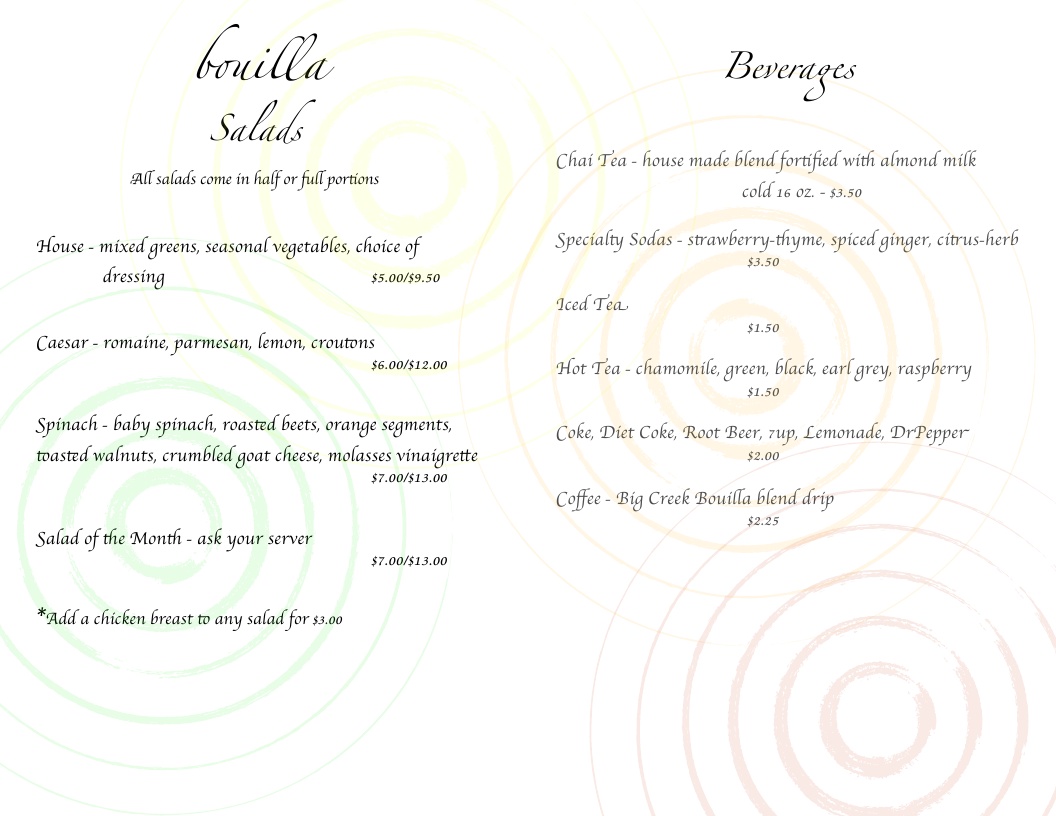 bouilla
Salads
All salads come in half or full portions
House - mixed greens, seasonal vegetables, choice of
dressing $5.00/$9.50
Caesar - romaine, parmesan, lemon, croutons
$6.00/$12.00
Spinach - baby spinach, roasted beets, orange segments,
toasted walnuts, crumbled goat cheese, molasses vinaigrette
$7.00/$13.00
Salad of the Month - ask your server
$7.00/$13.00
*Add a chicken breast to any salad for $3.00
Beverages
Chai Tea - house made blend fortified with almond milk
cold 16 oz. - $3.50
Specialty Sodas - strawberry-thyme, spiced ginger, citrus-herb
$3.50
Iced Tea
$1.50
Hot Tea - chamomile, green, black, earl grey, raspberry
$1.50
Coke, Diet Coke, Root Beer, 7up, Lemonade, DrPepper
$2.00
Coffee - Big Creek Bouilla blend drip
$2.25